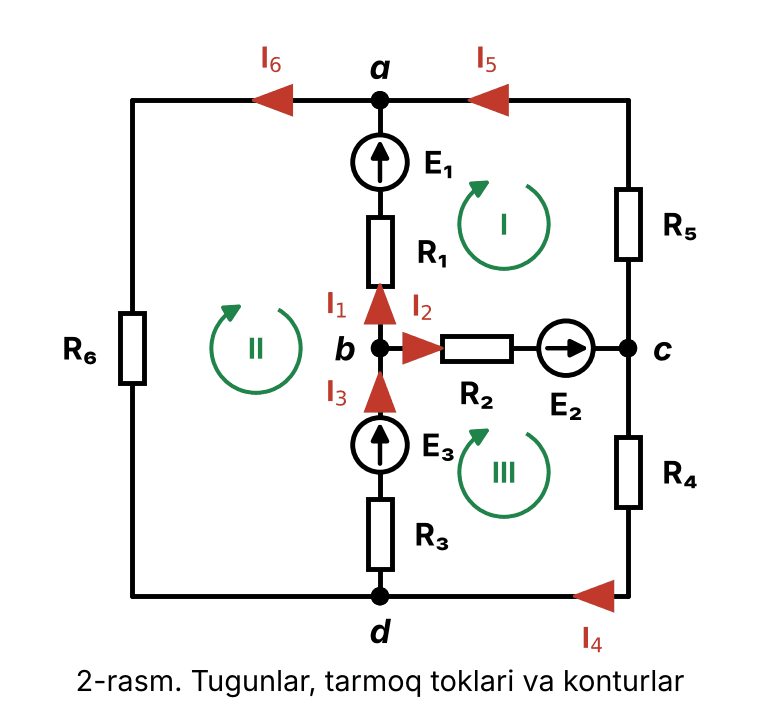 I₆
a
I₅
E₁
I
R₅
R₁
I₁
I₂
R₆
II
b
c
R₂
E₂
I₃
E₃
III
R₄
R₃
d
I₄
2-rasm. Tugunlar, tarmoq toklari va konturlar